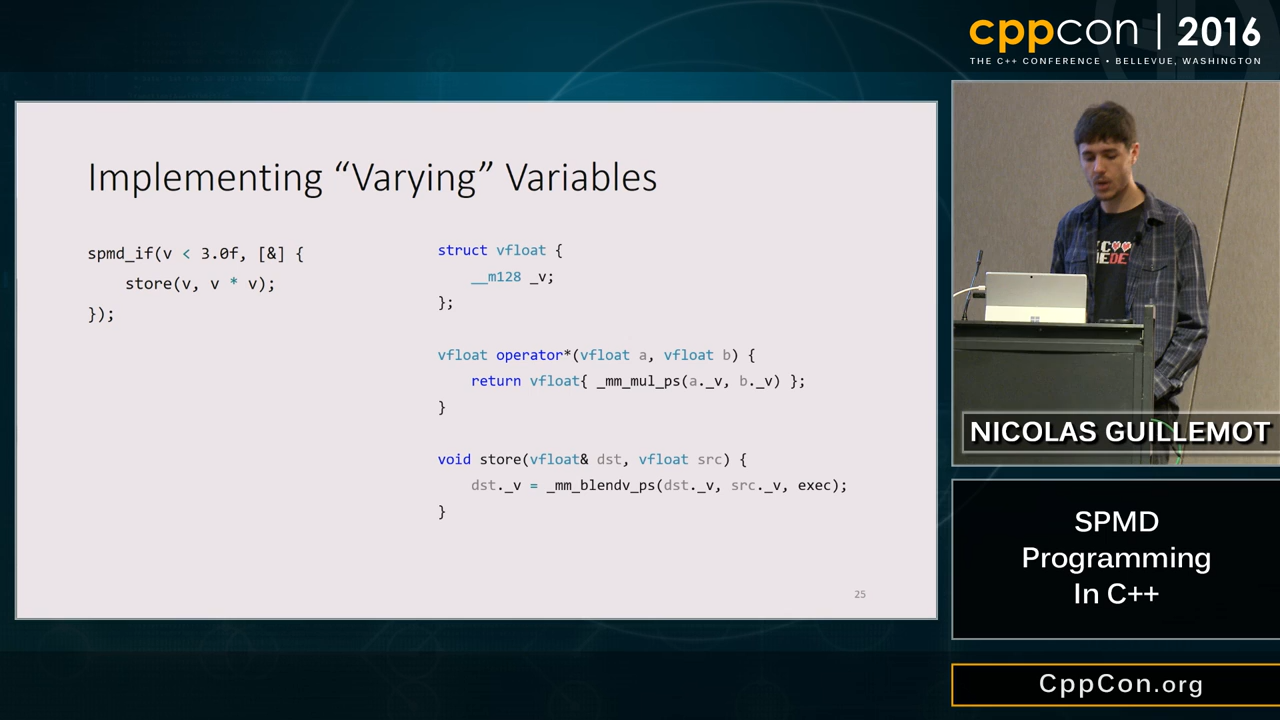 cppcon | 2016
THE C++ CONFERENCE • BELLEVUE, WASHINGTON
Implementing “Varying” Variables
spmd_if(v < 3.0f, [&] {
store(v, v * v);
});
struct vfloat {
__m128 _v;
};
vfloat operator*(vfloat a, vfloat b) {
return vfloat{ _mm_mul_ps(a._v, b._v) };
}
void store(vfloat& dst, vfloat src) {
dst._v = _mm_blendv_ps(dst._v, src._v, exec);
}
25
NICOLAS GUILLEMOT
SPMD
Programming
In C++
CppCon.org